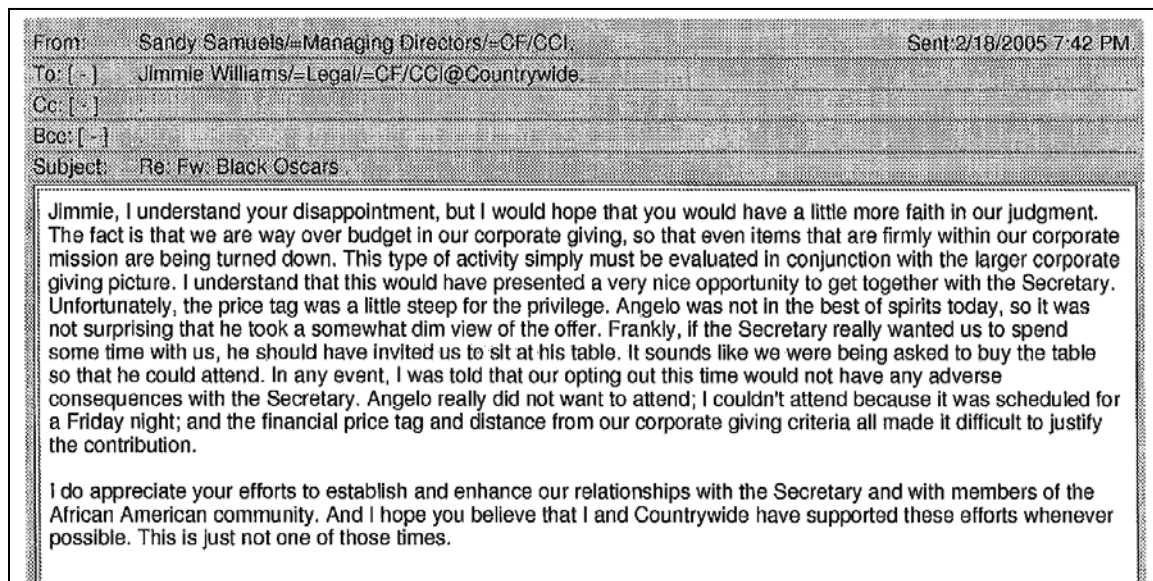 From: Sandy Samuels/=Managing Directors/=CF/CCI. Sent:2/18/2005 7:42 PM.
To: [ - ] Jimmie Williams/=Legal/=CF/CCI@Countrywide.
Cc: [ - ] .
Bcc: [ - ] .
Subject: Re: Fw: Black Oscars .
Jimmie, I understand your disappointment, but I would hope that you would have a little more faith in our judgment.
The fact is that we are way over budget in our corporate giving, so that even items that are firmly within our corporate
mission are being turned down. This type of activity simply must be evaluated in conjunction with the larger corporate
giving picture. I understand that this would have presented a very nice opportunity to get together with the Secretary.
Unfortunately, the price tag was a little steep for the privilege. Angelo was not in the best of spirits today, so it was
not surprising that he took a somewhat dim view of the offer. Frankly, if the Secretary really wanted us to spend
some time with us, he should have invited us to sit at his table. It sounds like we were being asked to buy the table
so that he could attend. In any event, I was told that our opting out this time would not have any adverse
consequences with the Secretary. Angelo really did not want to attend; I couldn't attend because it was scheduled for
a Friday night; and the financial price tag and distance from our corporate giving criteria all made it difficult to justify
the contribution.
I do appreciate your efforts to establish and enhance our relationships with the Secretary and with members of the
African American community. And I hope you believe that I and Countrywide have supported these efforts whenever
possible. This is just not one of those times.